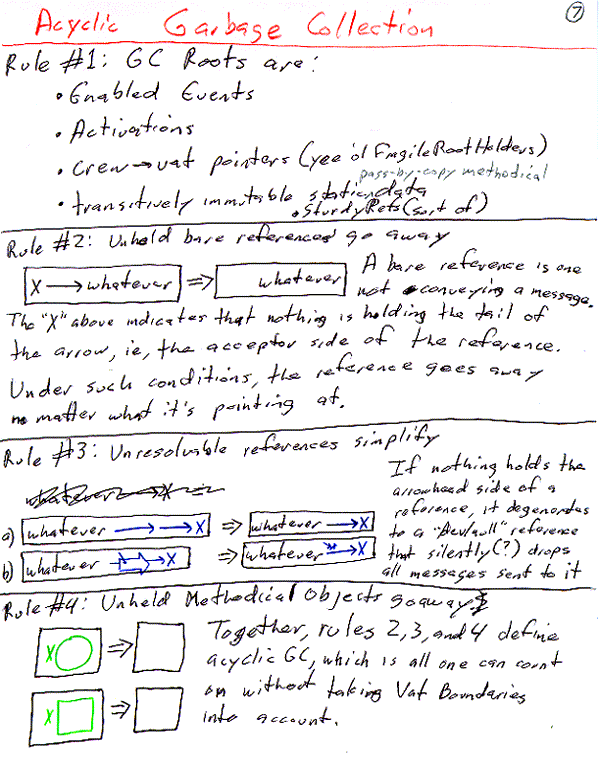 Acyclic Garbage Collection
7
Rule #1: GC Roots are:
• Enabled Events
• Activations
• Crew→vat pointers (yee 'ol FragileRootHolders)
pass-by-copy methodical
• transitively immutable static data
• SturdyRefs (sort of)
Rule #2: Unheld bare references go away
X → whatever ⇒ whatever
A bare reference is one
not conveying a message.
The "X" above indicates that nothing is holding the tail of
the arrow, ie, the acceptor side of the reference.
Under such conditions, the reference goes away
no matter what it's pointing at.
Rule #3: Unresolvable references simplify
If nothing holds the
arrowhead side of a
reference, it degenerates
to a "Dev/null" reference
that silently(?) drops
all messages sent to it
a) whatever → → X ⇒ whatever → X
b) whatever → X ⇒ whatever → X
Rule #4: Unheld Methodical Objects go away
X ⇒
X ⇒
Together, rules 2, 3, and 4 define
acyclic GC, which is all one can count
on without taking Vat Boundaries
into account.